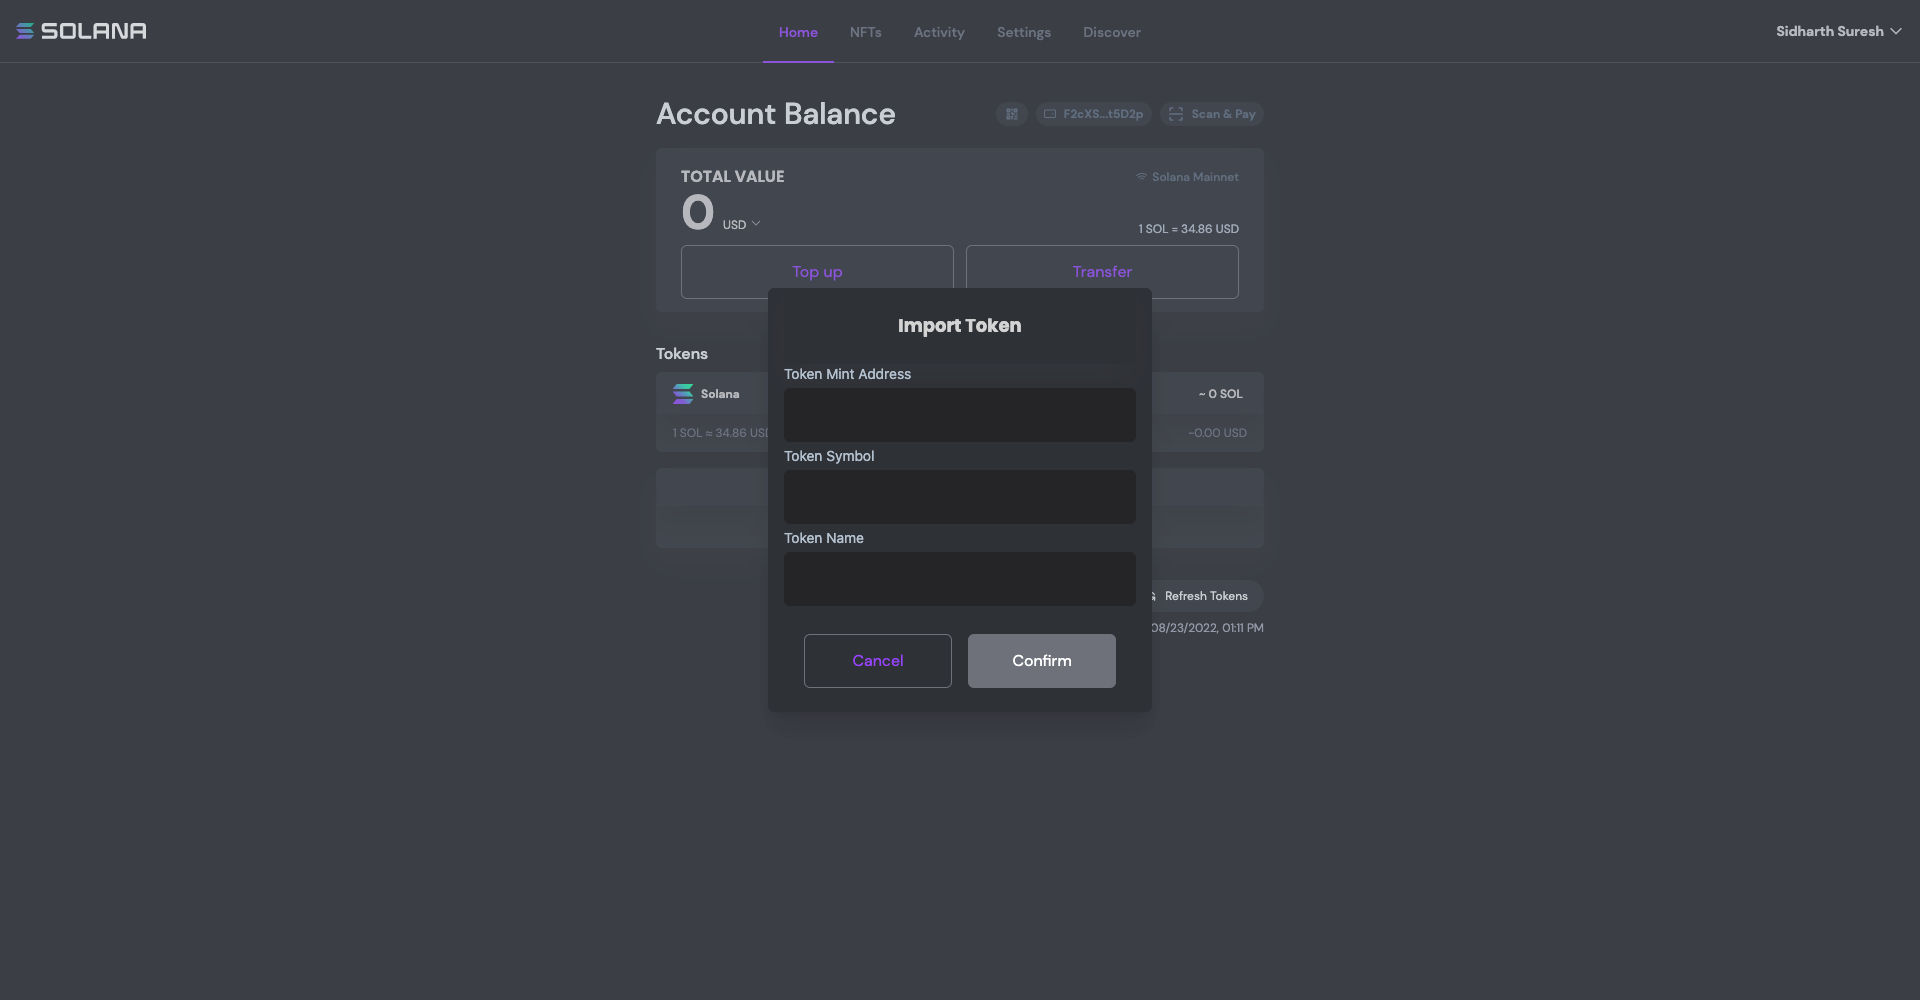 SOLANA
Home NFTs Activity Settings Discover
Sidharth Suresh
Account Balance
F2cXS...t5D2p
Scan & Pay
TOTAL VALUE
Solana Mainnet
0 USD
1 SOL = 34.86 USD
Top up
Transfer
Import Token
Tokens
Token Mint Address
Solana
~ 0 SOL
1 SOL ≈ 34.86 USD
~0.00 USD
Token Symbol
Token Name
Refresh Tokens
08/23/2022, 01:11 PM
Cancel
Confirm